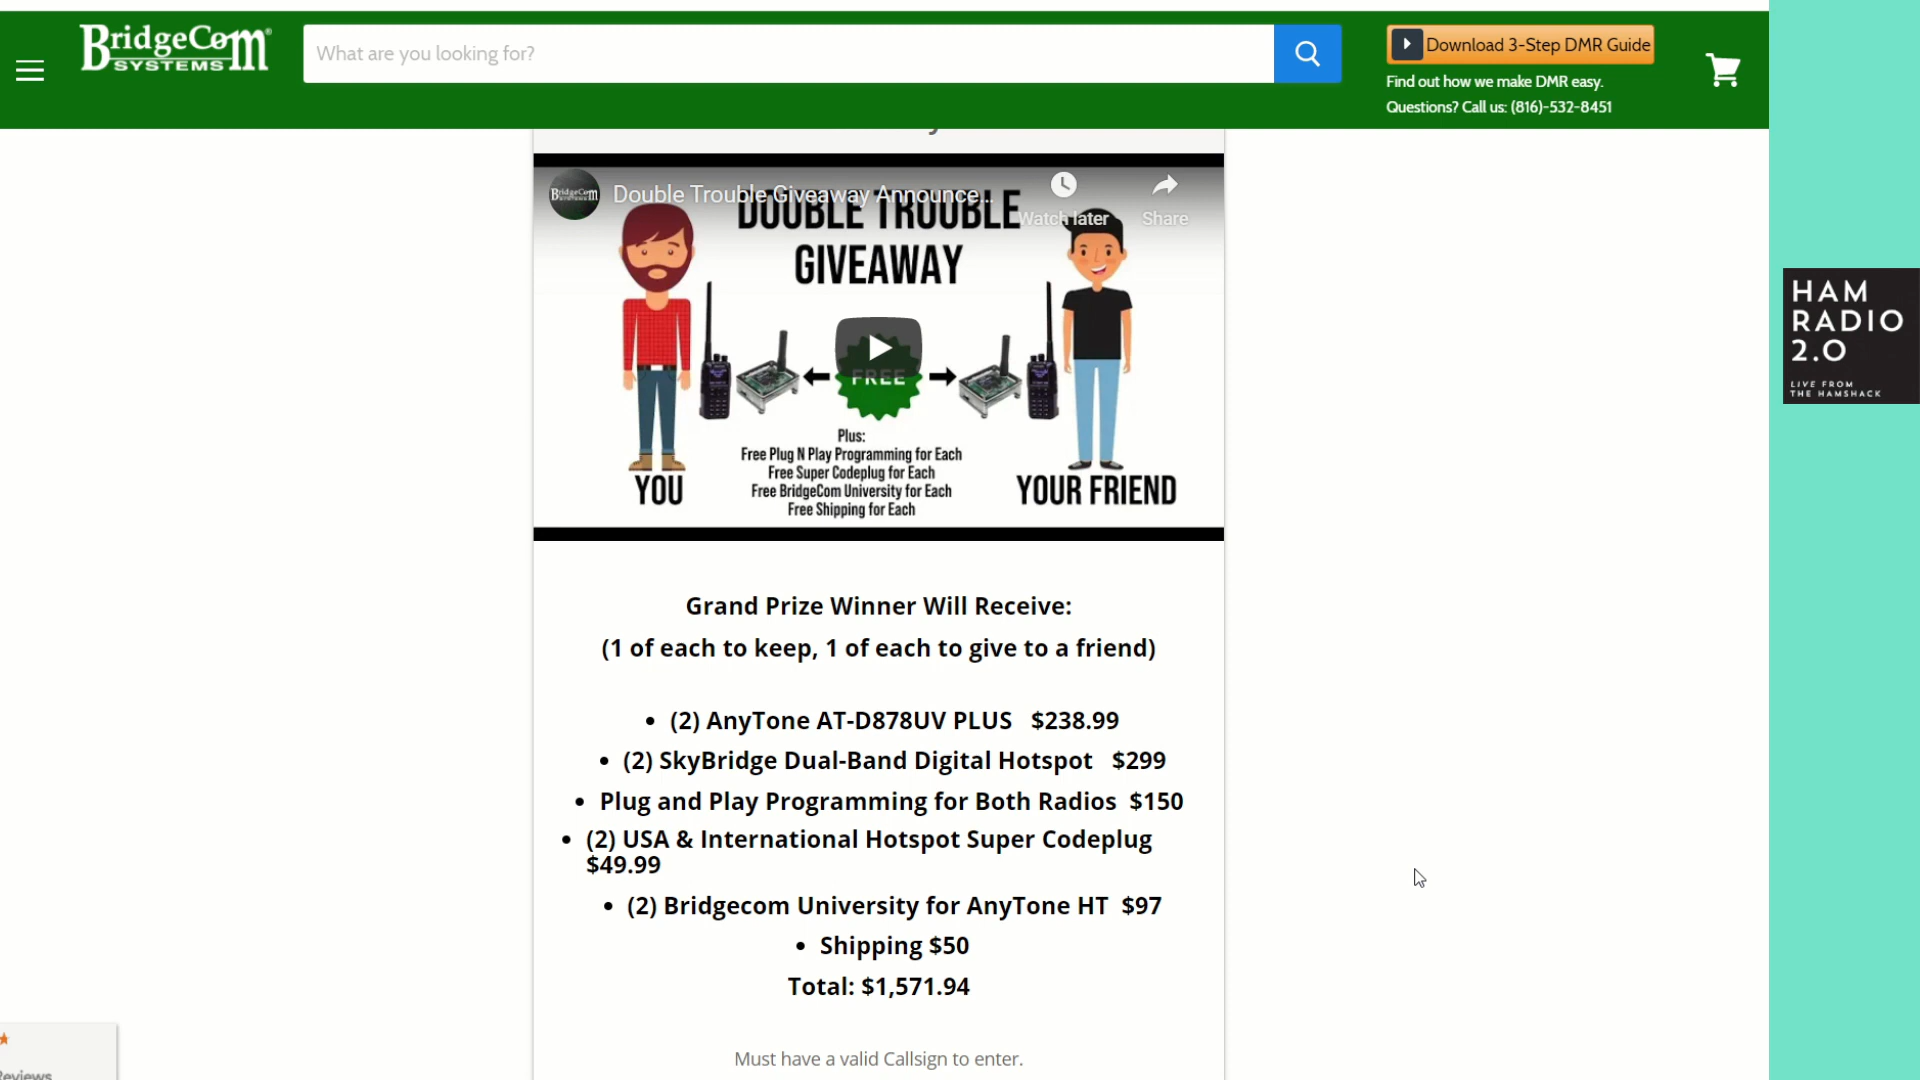 BridgeCom®
SYSTEMS
What are you looking for?
Download 3-Step DMR Guide
Find out how we make DMR easy.
Questions? Call us: (816)-532-8451
BridgeCom
Double Trouble Giveaway Announce...
Watch later
Share
DOUBLE TROUBLE
GIVEAWAY
FREE
Plus:
Free Plug N Play Programming for Each
Free Super Codeplug for Each
Free BridgeCom University for Each
Free Shipping for Each
YOU
YOUR FRIEND
HAM
RADIO
2.0
LIVE FROM
THE HAMSHACK
Grand Prize Winner Will Receive:
(1 of each to keep, 1 of each to give to a friend)
• (2) AnyTone AT-D878UV PLUS $238.99
• (2) SkyBridge Dual-Band Digital Hotspot $299
• Plug and Play Programming for Both Radios $150
• (2) USA & International Hotspot Super Codeplug
$49.99
• (2) Bridgecom University for AnyTone HT $97
• Shipping $50
Total: $1,571.94
Must have a valid Callsign to enter.
Reviews